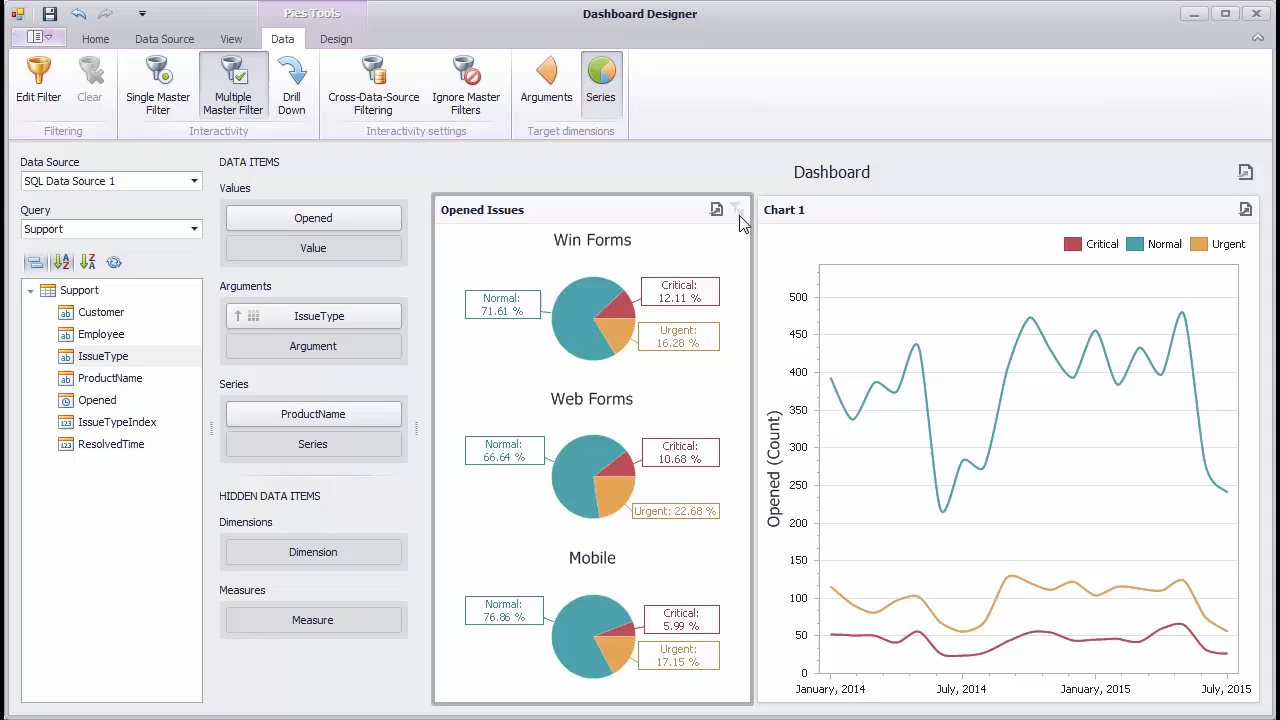 Pies Tools
Dashboard Designer
Home
Data Source
View
Data
Design
Edit Filter
Clear
Single Master
Filter
Multiple
Master Filter
Drill
Down
Cross-Data-Source
Filtering
Ignore Master
Filters
Arguments
Series
Filtering
Interactivity
Interactivity settings
Target dimensions
Data Source
SQL Data Source 1
Query
Support
Support
Customer
Employee
IssueType
ProductName
Opened
IssueTypeIndex
ResolvedTime
DATA ITEMS
Values
Opened
Value
Arguments
IssueType
Argument
Series
ProductName
Series
HIDDEN DATA ITEMS
Dimensions
Dimension
Measures
Measure
Dashboard
Opened Issues
Win Forms
Normal:
71.61 %
Critical:
12.11 %
Urgent:
16.28 %
Web Forms
Normal:
66.64 %
Critical:
10.68 %
Urgent: 22.68 %
Mobile
Normal:
76.86 %
Critical:
5.99 %
Urgent:
17.15 %
Chart 1
Critical
Normal
Urgent
Opened (Count)
500
450
400
350
300
250
200
150
100
50
0
January, 2014
July, 2014
January, 2015
July, 2015